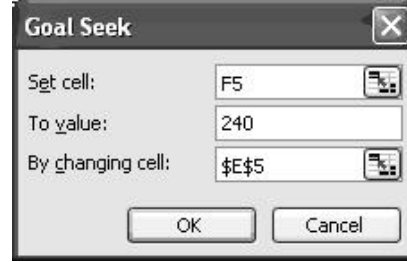 Goal Seek
Set cell: F5
To value: 240
By changing cell: $E$5
OK Cancel